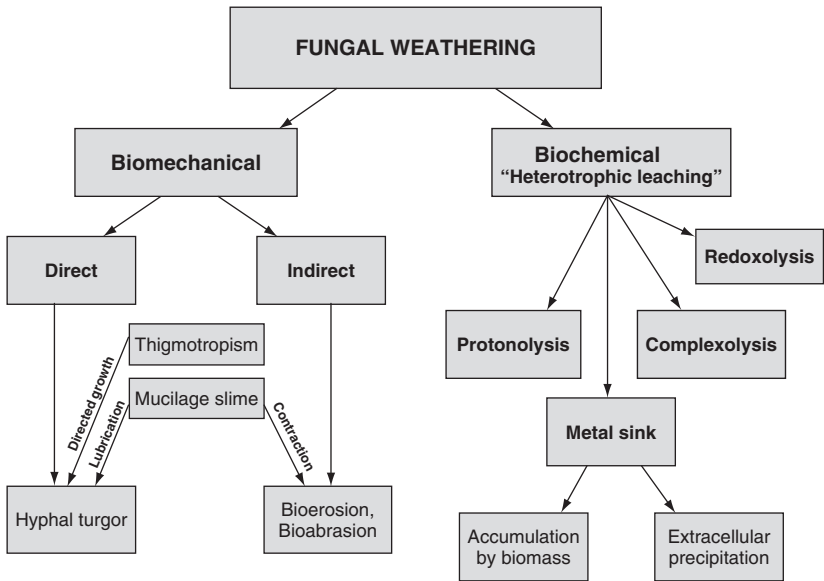 FUNGAL WEATHERING
Biomechanical
Biochemical
“Heterotrophic leaching”
Direct
Indirect
Redoxolysis
Thigmotropism
Protonolysis
Complexolysis
Directed growth
Mucilage slime
Lubrication
Contraction
Metal sink
Hyphal turgor
Bioerosion,
Bioabrasion
Accumulation
by biomass
Extracellular
precipitation